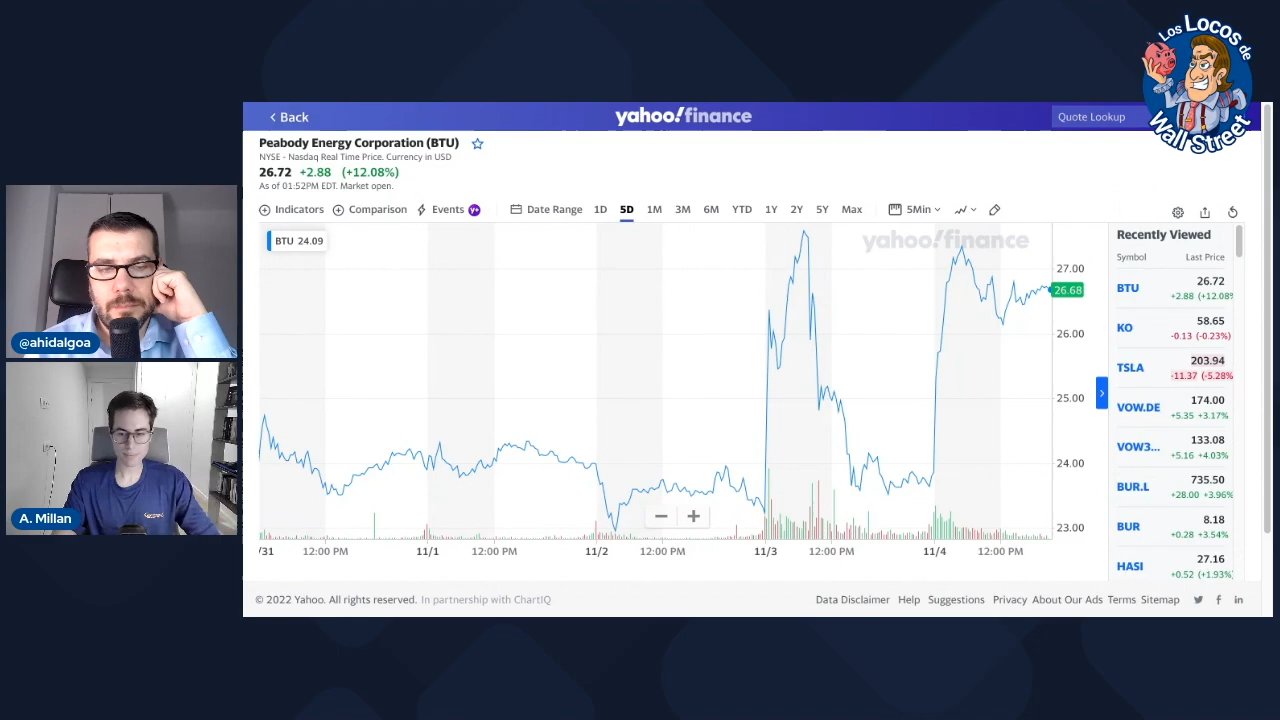 Los Locos de
Wall Street
Back
yahoo!finance
Quote Lookup
Peabody Energy Corporation (BTU)
NYSE - Nasdaq Real Time Price. Currency in USD
26.72 +2.88 (+12.08%)
As of 01:52PM EDT. Market open.
Indicators Comparison Events Y+ Date Range 1D 5D 1M 3M 6M YTD 1Y 2Y 5Y Max 5Min
BTU 24.09
yahoo!finance
27.00
26.68
26.00
25.00
24.00
23.00
/31 12:00 PM 11/1 12:00 PM 11/2 12:00 PM 11/3 12:00 PM 11/4 12:00 PM
Recently Viewed
Symbol Last Price
BTU 26.72
+2.88 (+12.08%
KO 58.65
-0.13 (-0.23%)
TSLA 203.94
-11.37 (-5.28%
VOW.DE 174.00
+5.35 +3.17%
VOW3... 133.08
+5.16 +4.03%
BUR.L 735.50
+28.00 +3.96%
BUR 8.18
+0.28 +3.54%
HASI 27.16
+0.52 (+1.93%)
© 2022 Yahoo. All rights reserved. In partnership with ChartIQ
Data Disclaimer Help Suggestions Privacy About Our Ads Terms Sitemap
@ahidalgoa
A. Millan